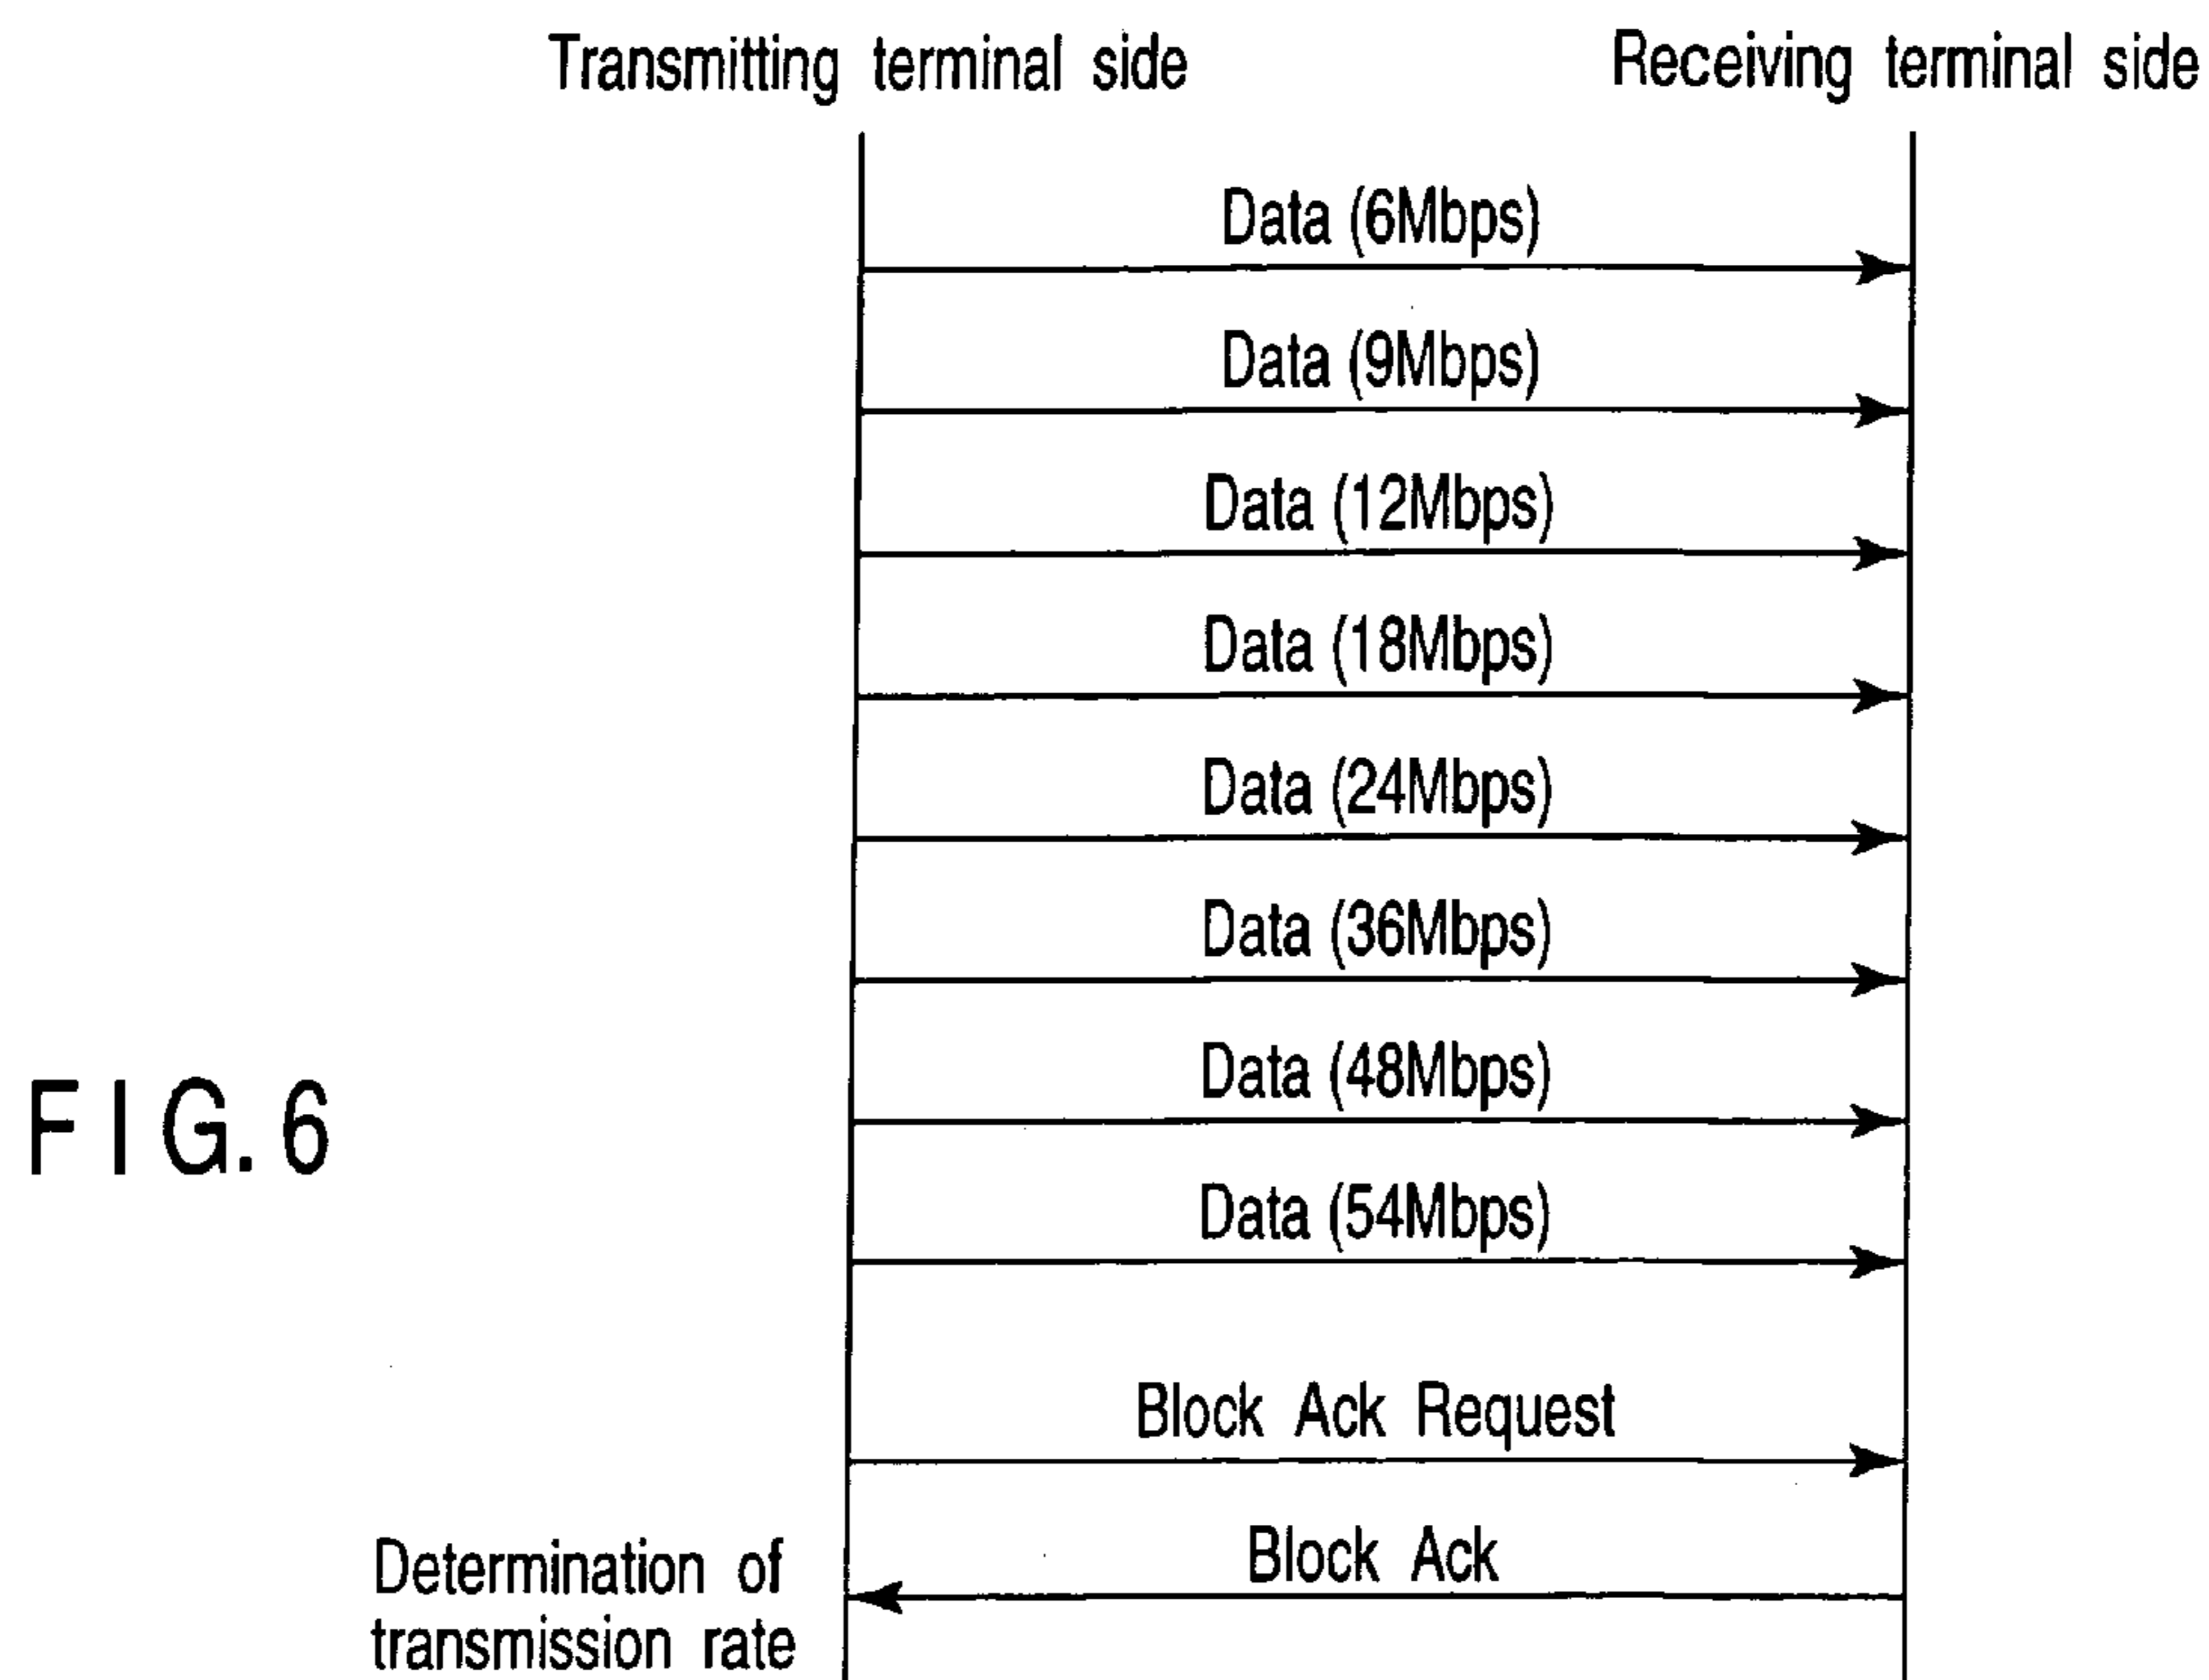 Transmitting terminal side
Receiving terminal side
Data (6Mbps)
Data (9Mbps)
Data (12Mbps)
Data (18Mbps)
Data (24Mbps)
Data (36Mbps)
Data (48Mbps)
FIG. 6
Data (54Mbps)
Block Ack Request
Block Ack
Determination of
transmission rate